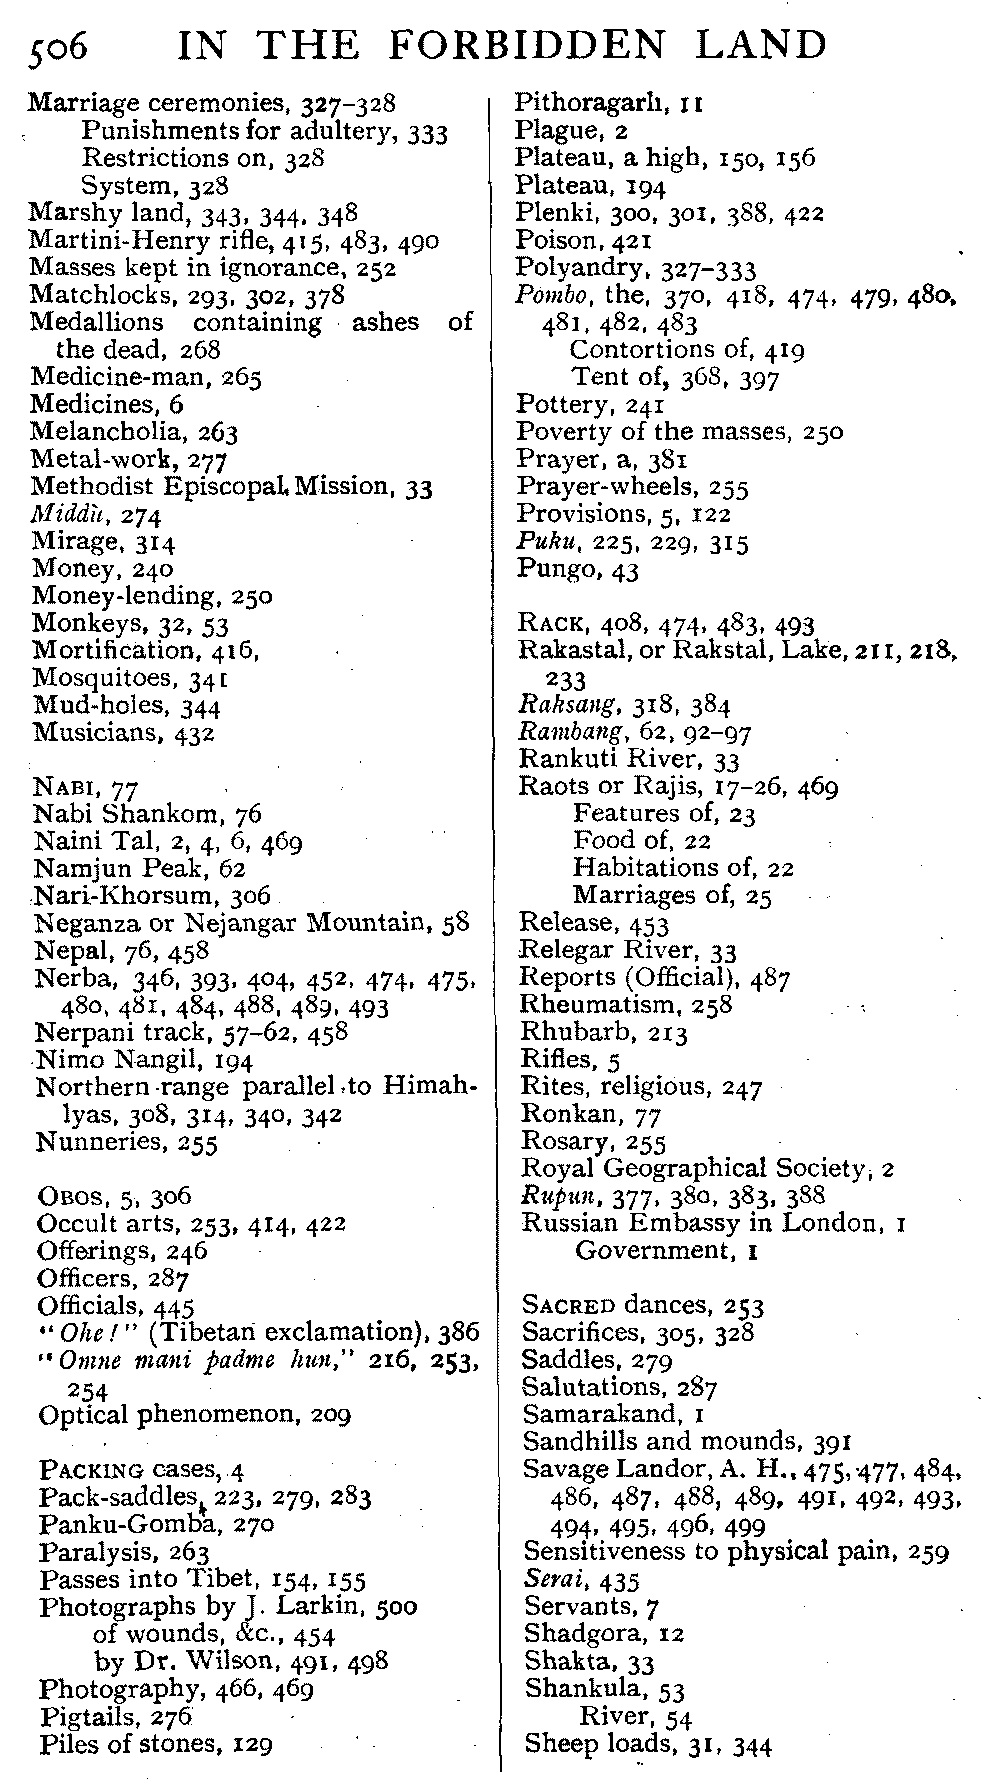 506 IN THE FORBIDDEN LAND
Marriage ceremonies, 327–328
Punishments for adultery, 333
Restrictions on, 328
System, 328
Marshy land, 343, 344, 348
Martini-Henry rifle, 415, 483, 490
Masses kept in ignorance, 252
Matchlocks, 293, 302, 378
Medallions containing ashes of
the dead, 268
Medicine-man, 265
Medicines, 6
Melancholia, 263
Metal-work, 277
Methodist Episcopal Mission, 33
Middù, 274
Mirage, 314
Money, 240
Money-lending, 250
Monkeys, 32, 53
Mortification, 416,
Mosquitoes, 341
Mud-holes, 344
Musicians, 432
NABI, 77
Nabi Shankom, 76
Naini Tal, 2, 4, 6, 469
Namjun Peak, 62
Nari-Khorsum, 306
Neganza or Nejangar Mountain, 58
Nepal, 76, 458
Nerba, 346, 393, 404, 452, 474, 475,
480, 481, 484, 488, 489, 493
Nerpani track, 57–62, 458
Nimo Nangil, 194
Northern range parallel to Himah-
lyas, 308, 314, 340, 342
Nunneries, 255
OBOS, 5, 306
Occult arts, 253, 414, 422
Offerings, 246
Officers, 287
Officials, 445
"Ohe!" (Tibetan exclamation), 386
"Omne mani padme hun," 216, 253,
254
Optical phenomenon, 209
PACKING cases, 4
Pack-saddles, 223, 279, 283
Panku-Gomba, 270
Paralysis, 263
Passes into Tibet, 154, 155
Photographs by J. Larkin, 500
of wounds, &c., 454
by Dr. Wilson, 491, 498
Photography, 466, 469
Pigtails, 276
Piles of stones, 129
Pithoragarh, 11
Plague, 2
Plateau, a high, 150, 156
Plateau, 194
Plenki, 300, 301, 388, 422
Poison, 421
Polyandry, 327–333
Pombo, the, 370, 418, 474, 479, 480,
481, 482, 483
Contortions of, 419
Tent of, 368, 397
Pottery, 241
Poverty of the masses, 250
Prayer, a, 381
Prayer-wheels, 255
Provisions, 5, 122
Puku, 225, 229, 315
Pungo, 43
RACK, 408, 474, 483, 493
Rakastal, or Rakstal, Lake, 211, 218,
233
Raksang, 318, 384
Rambang, 62, 92–97
Rankuti River, 33
Raots or Rajis, 17–26, 469
Features of, 23
Food of, 22
Habitations of, 22
Marriages of, 25
Release, 453
Relegar River, 33
Reports (Official), 487
Rheumatism, 258
Rhubarb, 213
Rifles, 5
Rites, religious, 247
Ronkan, 77
Rosary, 255
Royal Geographical Society, 2
Rupun, 377, 380, 383, 388
Russian Embassy in London, 1
Government, 1
SACRED dances, 253
Sacrifices, 305, 328
Saddles, 279
Salutations, 287
Samarakand, 1
Sandhills and mounds, 391
Savage Landor, A. H., 475, 477, 484,
486, 487, 488, 489, 491, 492, 493,
494, 495, 496, 499
Sensitiveness to physical pain, 259
Serai, 435
Servants, 7
Shadgora, 12
Shakta, 33
Shankula, 53
River, 54
Sheep loads, 31, 344